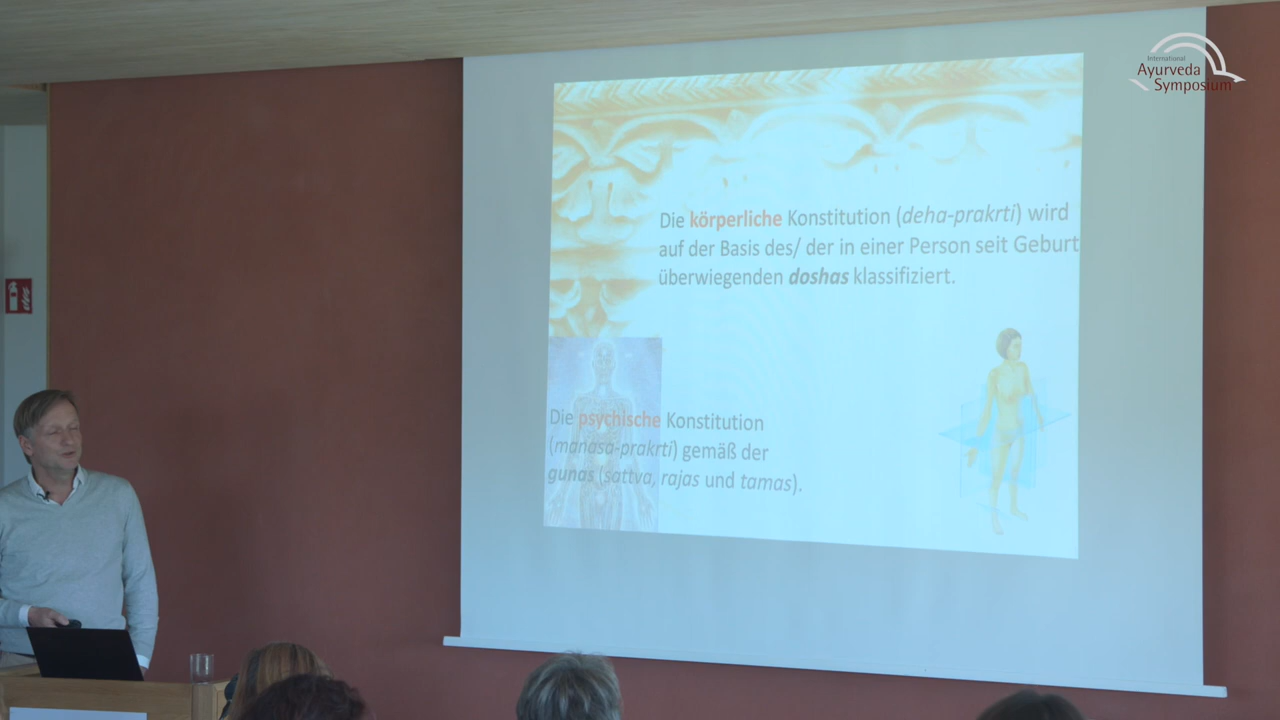 International
Ayurveda
Symposium
Die körperliche Konstitution (deha-prakrti) wird
auf der Basis des/ der in einer Person seit Geburt
überwiegenden doshas klassifiziert.
Die psychische Konstitution
(manasa-prakrti) gemäß der
gunas (sattva, rajas und tamas).